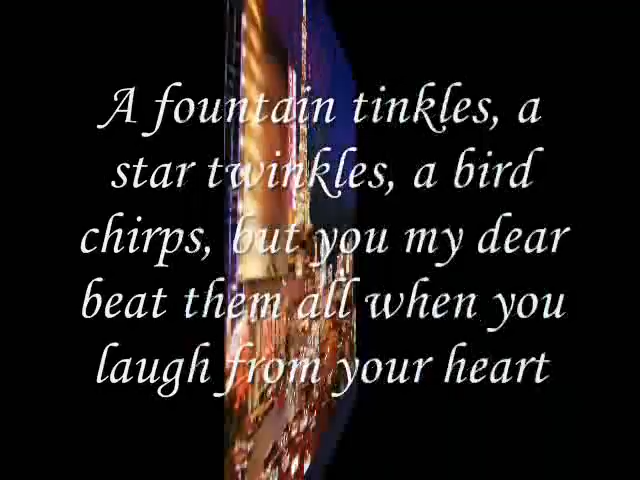 A fountain tinkles, a
star twinkles, a bird
chirps, but you my dear
beat them all when you
laugh from your heart